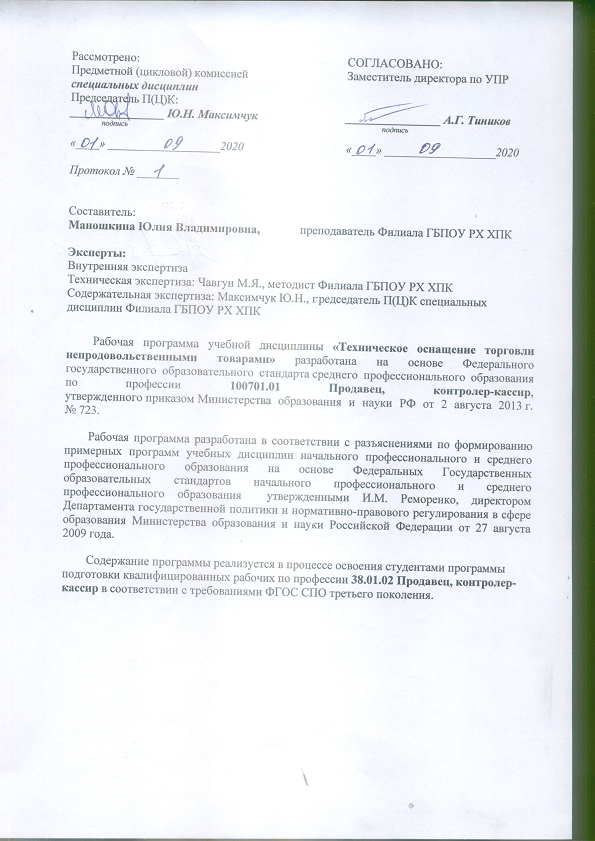 Рассмотрено:
Предметной (цикловой) комиссией
специальных дисциплин
Председатель П(Ц)К:
_______________ Ю.Н. Максимчук
подпись
«01» 09 2020
Протокол № 1
СОГЛАСОВАНО:
Заместитель директора по УПР
_______________ А.Г. Тиников
подпись
«01» 09 2020
Составитель:
Маношкина Юлия Владимировна, преподаватель Филиала ГБПОУ РХ ХПК
Эксперты:
Внутренняя экспертиза
Техническая экспертиза: Чавгун М.Я., методист Филиала ГБПОУ РХ ХПК
Содержательная экспертиза: Максимчук Ю.Н., председатель П(Ц)К специальных
дисциплин Филиала ГБПОУ РХ ХПК
Рабочая программа учебной дисциплины «Техническое оснащение торговли
непродовольственными товарами» разработана на основе Федерального
государственного образовательного стандарта среднего профессионального образования
по профессии 100701.01 Продавец, контролер-кассир,
утвержденного приказом Министерства образования и науки РФ от 2 августа 2013 г.
№ 723.
Рабочая программа разработана в соответствии с разъяснениями по формированию
примерных программ учебных дисциплин начального профессионального и среднего
профессионального образования на основе Федеральных Государственных
образовательных стандартов начального профессионального и среднего
профессионального образования утвержденными И.М. Реморенко, директором
Департамента государственной политики и нормативно-правового регулирования в сфере
образования Министерства образования и науки Российской Федерации от 27 августа
2009 года.
Содержание программы реализуется в процессе освоения студентами программы
подготовки квалифицированных рабочих по профессии 38.01.02 Продавец, контролер-
кассир в соответствии с требованиями ФГОС СПО третьего поколения.